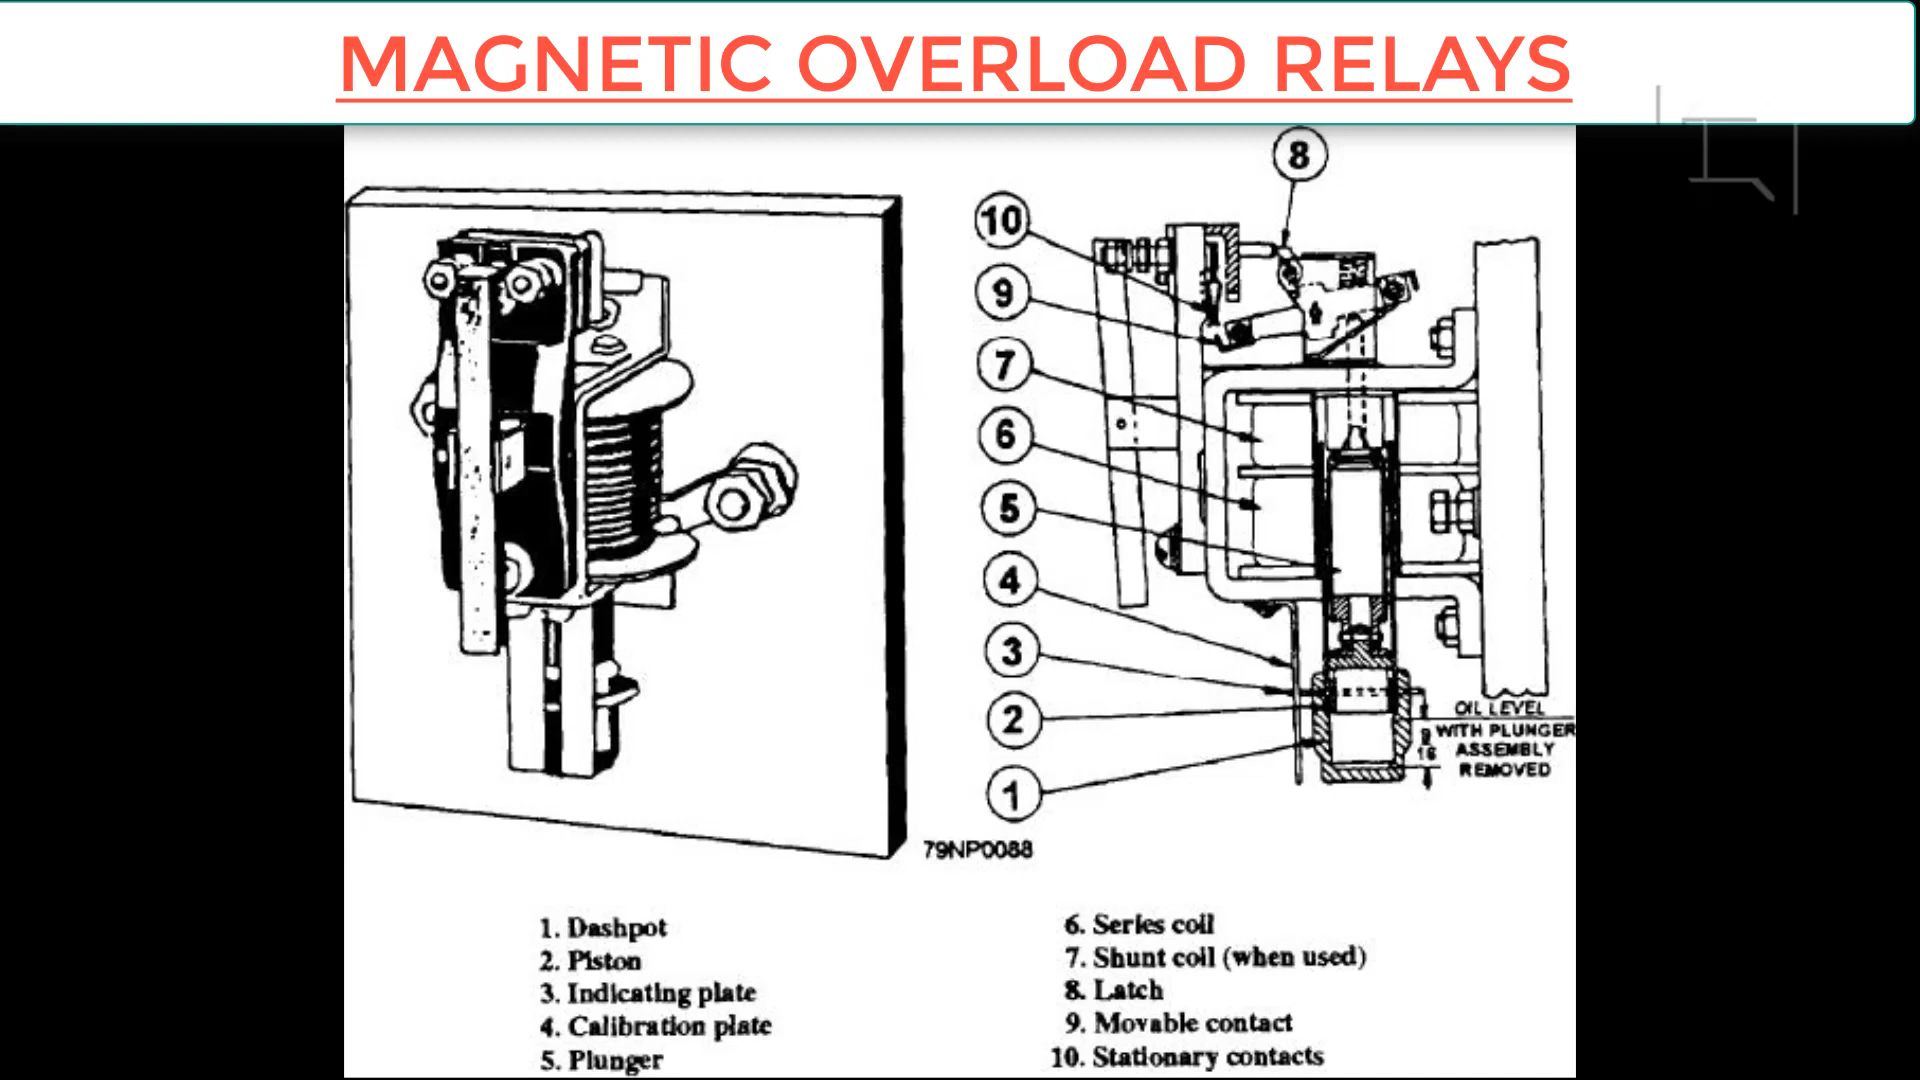 MAGNETIC OVERLOAD RELAYS
8
10
9
7
6
5
4
3
2
1
OIL LEVEL
WITH PLUNGER
ASSEMBLY
REMOVED
9
16
79NP0088
1. Dashpot
2. Piston
3. Indicating plate
4. Calibration plate
5. Plunger
6. Series coil
7. Shunt coil (when used)
8. Latch
9. Movable contact
10. Stationary contacts